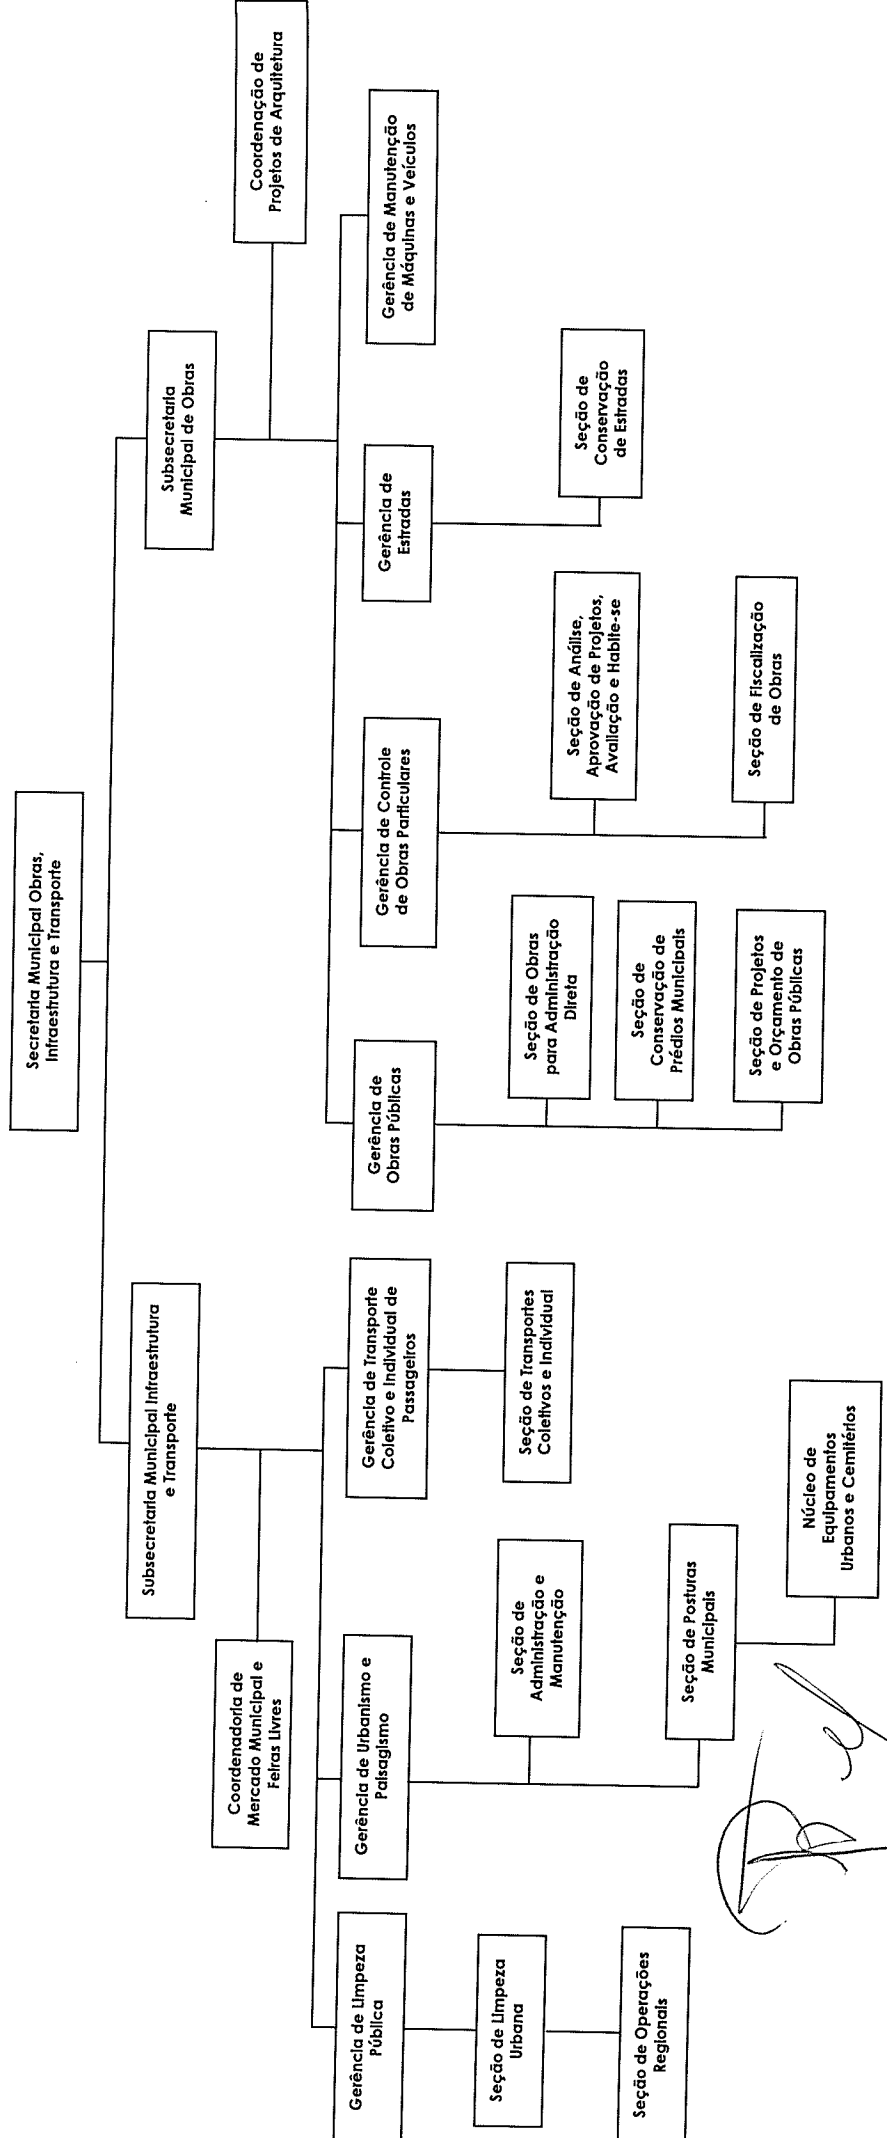 Secretaria Municipal Obras,
Infraestrutura e Transporte
Subsecretaria Municipal Infraestrutura
e Transporte
Subsecretaria
Municipal de Obras
Coordenadoria de
Mercado Municipal e
Feiras Livres
Coordenação de
Projetos de Arquitetura
Gerência de Limpeza
Pública
Gerência de Urbanismo e
Paisagismo
Gerência de Transporte
Coletivo e Individual de
Passageiros
Gerência de
Obras Públicas
Gerência de Controle
de Obras Particulares
Gerência de
Estradas
Gerência de Manutenção
de Máquinas e Veículos
Seção de Limpeza
Urbana
Seção de
Administração e
Manutenção
Seção de Transportes
Coletivos e Individual
Seção de Obras
para Administração
Direta
Seção de Análise,
Aprovação de Projetos,
Avaliação e Habite-se
Seção de
Conservação
de Estradas
Seção de Operações
Regionais
Seção de Posturas
Municipais
Seção de
Conservação de
Prédios Municipais
Núcleo de
Equipamentos
Urbanos e Cemitérios
Seção de Projetos
e Orçamento de
Obras Públicas
Seção de Fiscalização
de Obras